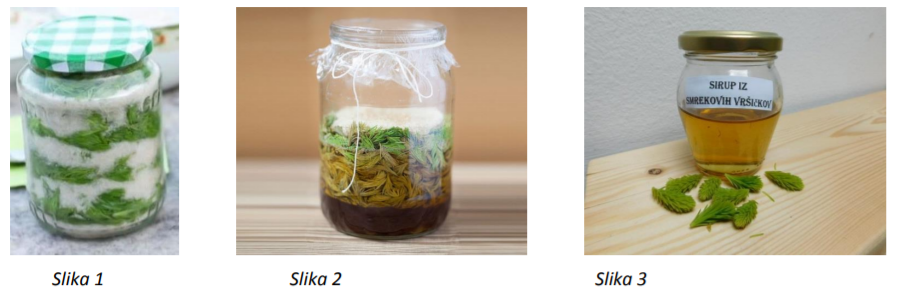 SIRUP IZ
SMREKOVIH VRŠIČKOV
Slika 1
Slika 2
Slika 3